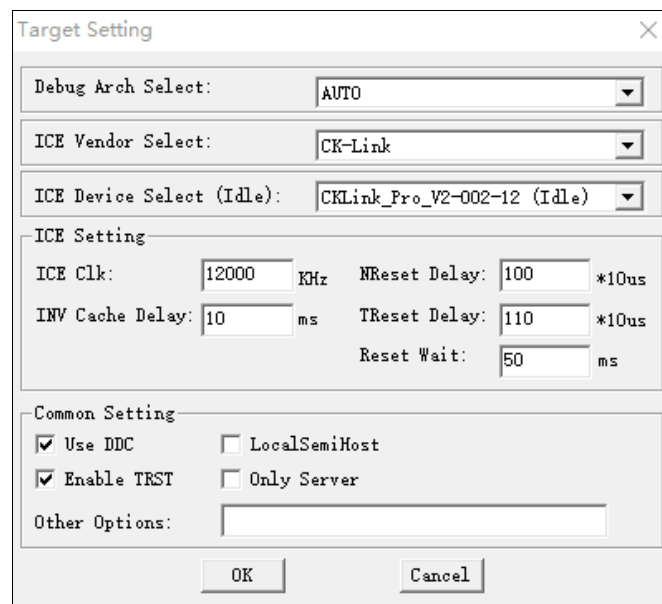 Target Setting
Debug Arch Select: AUTO
ICE Vendor Select: CK-Link
ICE Device Select (Idle): CKLink_Pro_V2-002-12 (Idle)
ICE Setting
ICE Clk: 12000 KHz NReset Delay: 100 *10us
INV Cache Delay: 10 ms TReset Delay: 110 *10us
Reset Wait: 50 ms
Common Setting
Use DDC LocalSemiHost
Enable TRST Only Server
Other Options:
OK Cancel